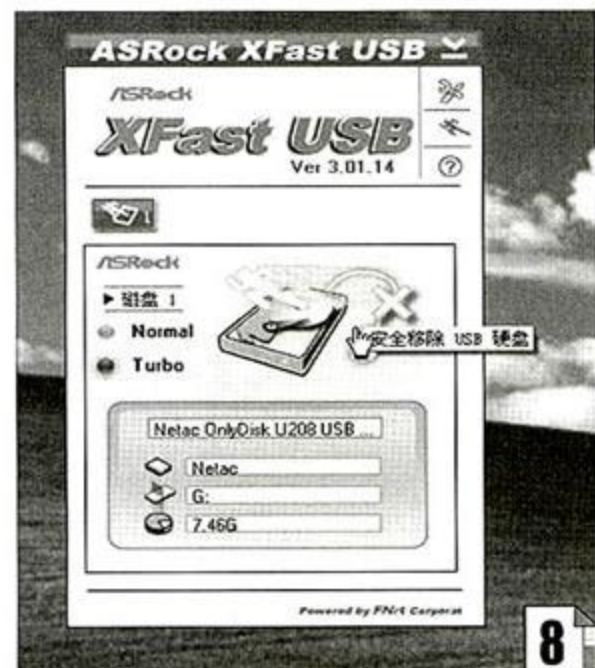 ASRock XFast USB
ASRock
XFast USB
Ver 3.01.14
?
1
ASRock
磁盘 1
Normal
Turbo
安全移除 USB 硬盘
Netac OnlyDisk U208 USB ...
Netac
G:
7.46G
Powered by FNet Corporat
8